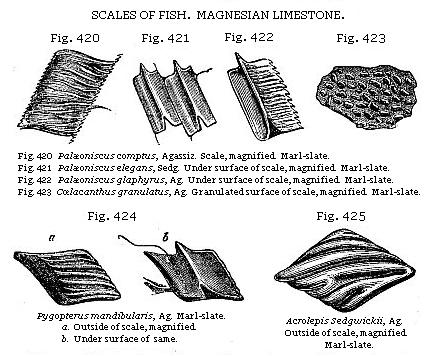 SCALES OF FISH. MAGNESIAN LIMESTONE.
Fig. 420 Fig. 421 Fig. 422 Fig. 423
Fig. 420 Palæoniscus comptus, Agassiz. Scale, magnified. Marl-slate.
Fig. 421 Palæoniscus elegans, Sedg. Under surface of scale, magnified. Marl-slate.
Fig. 422 Palæoniscus glaphyrus, Ag. Under surface of scale, magnified. Marl-slate.
Fig. 423 Cœlacanthus granulatus, Ag. Granulated surface of scale, magnified. Marl-slate.
Fig. 424 Fig. 425
a b
Pygopterus mandibularis, Ag. Marl-slate.
a. Outside of scale, magnified.
b. Under surface of same.
Acrolepis Sedgwickii, Ag.
Outside of scale, magnified.
Marl-slate.